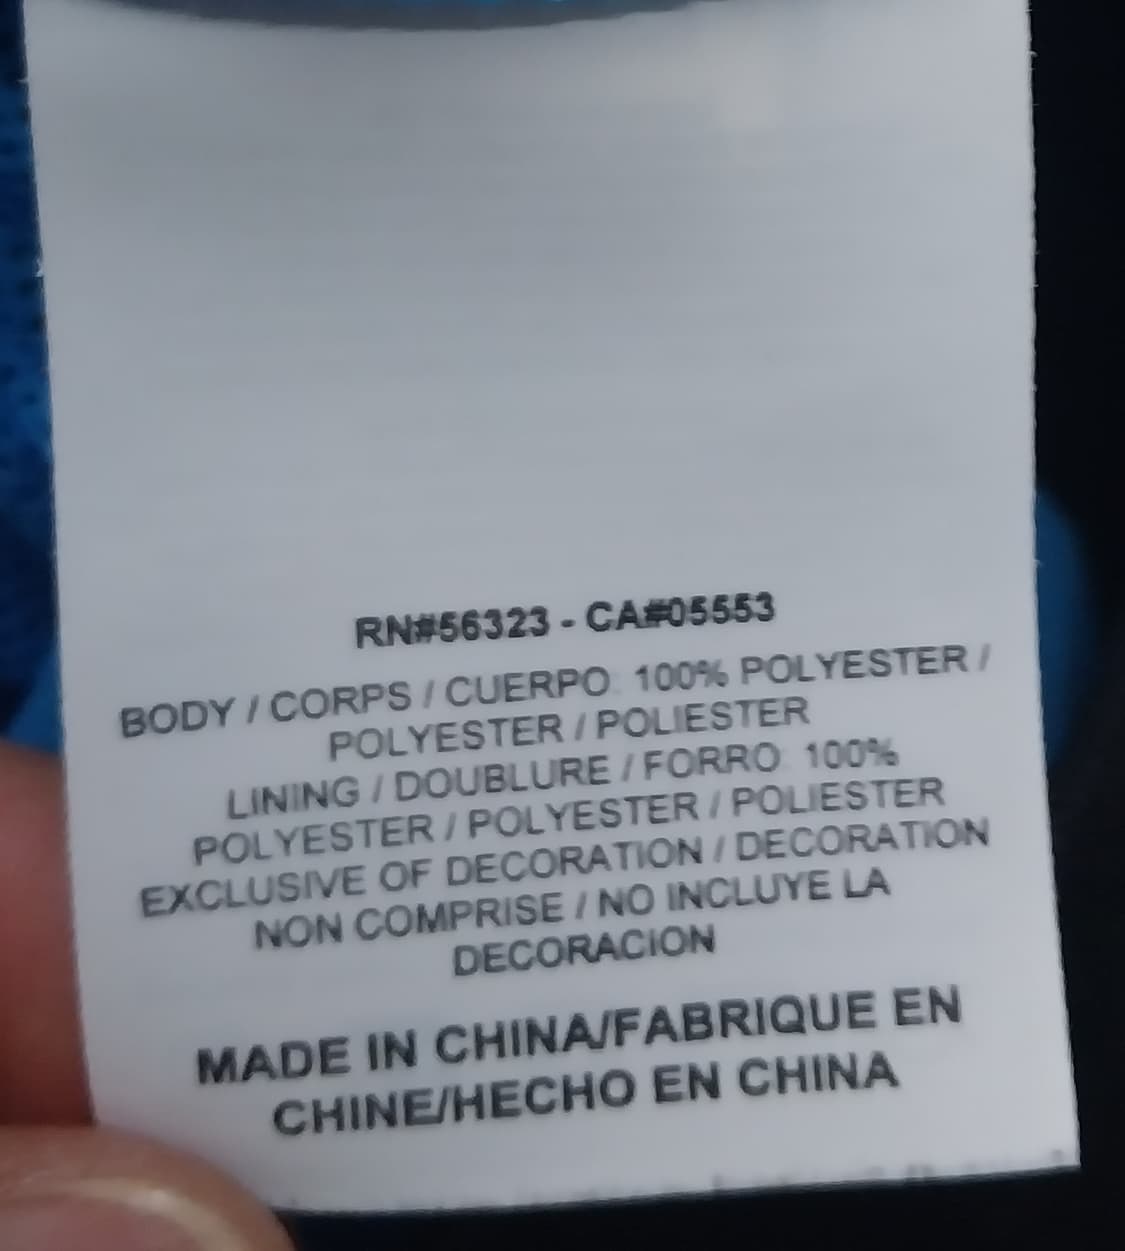 RN#56323 - CA#05553
BODY / CORPS / CUERPO: 100% POLYESTER /
POLYESTER / POLIESTER
LINING / DOUBLURE / FORRO: 100%
POLYESTER / POLYESTER / POLIESTER
EXCLUSIVE OF DECORATION / DECORATION
NON COMPRISE / NO INCLUYE LA
DECORACION
MADE IN CHINA/FABRIQUE EN
CHINE/HECHO EN CHINA